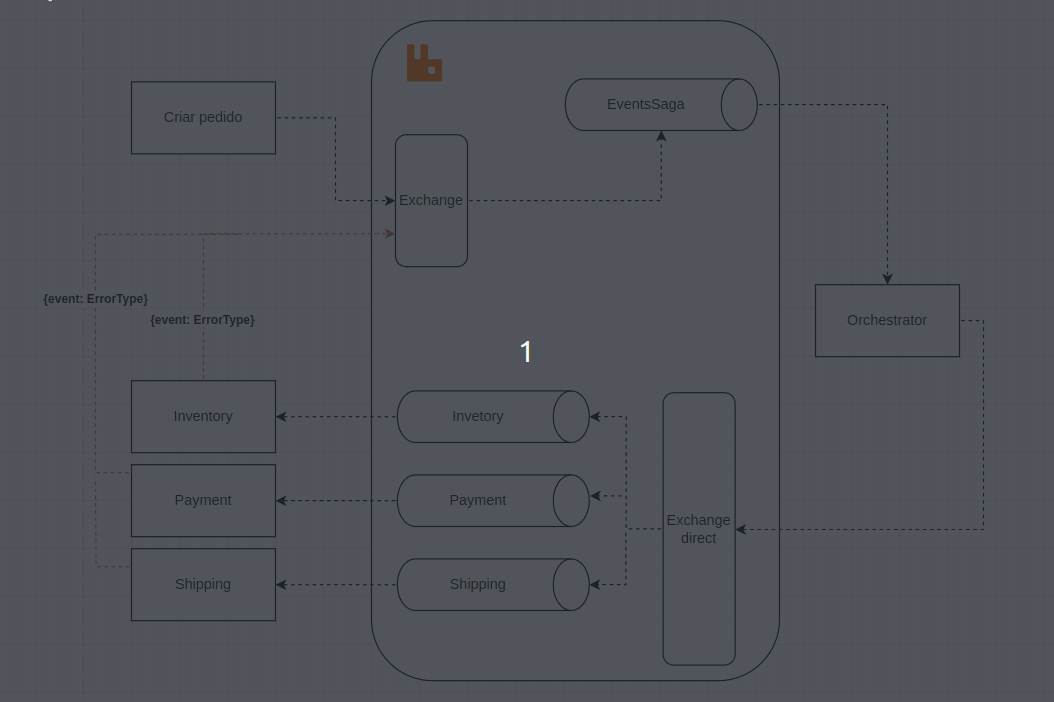 Criar pedido
EventsSaga
Exchange
{event: ErrorType}
{event: ErrorType}
Orchestrator
1
Inventory
Invetory
Payment
Payment
Exchange
direct
Shipping
Shipping